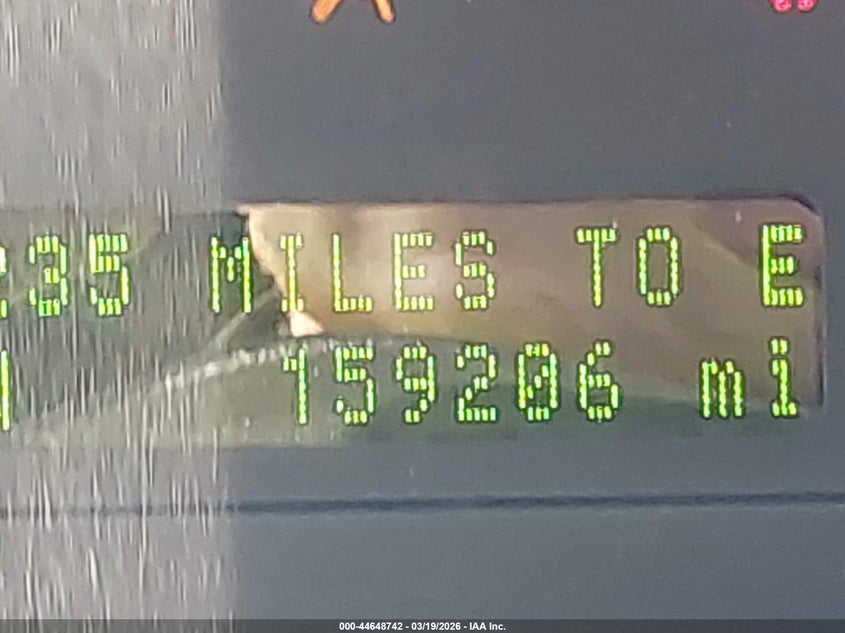 35 MILES TO E
159206 mi
000-44648742 - 03/19/2026 - IAA Inc.